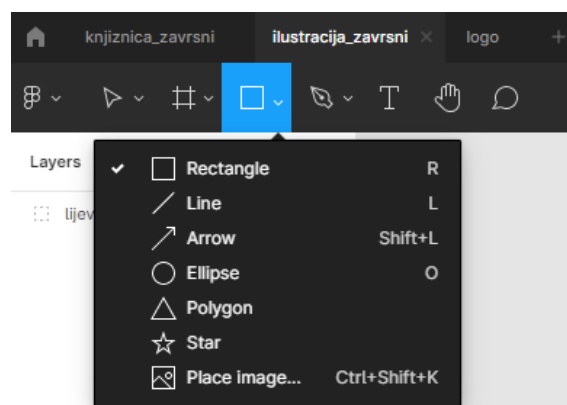 knjiznica_zavrsni ilustracija_zavrsni logo
T
Layers
lijev
Rectangle R
Line L
Arrow Shift+L
Ellipse O
Polygon
Star
Place image... Ctrl+Shift+K